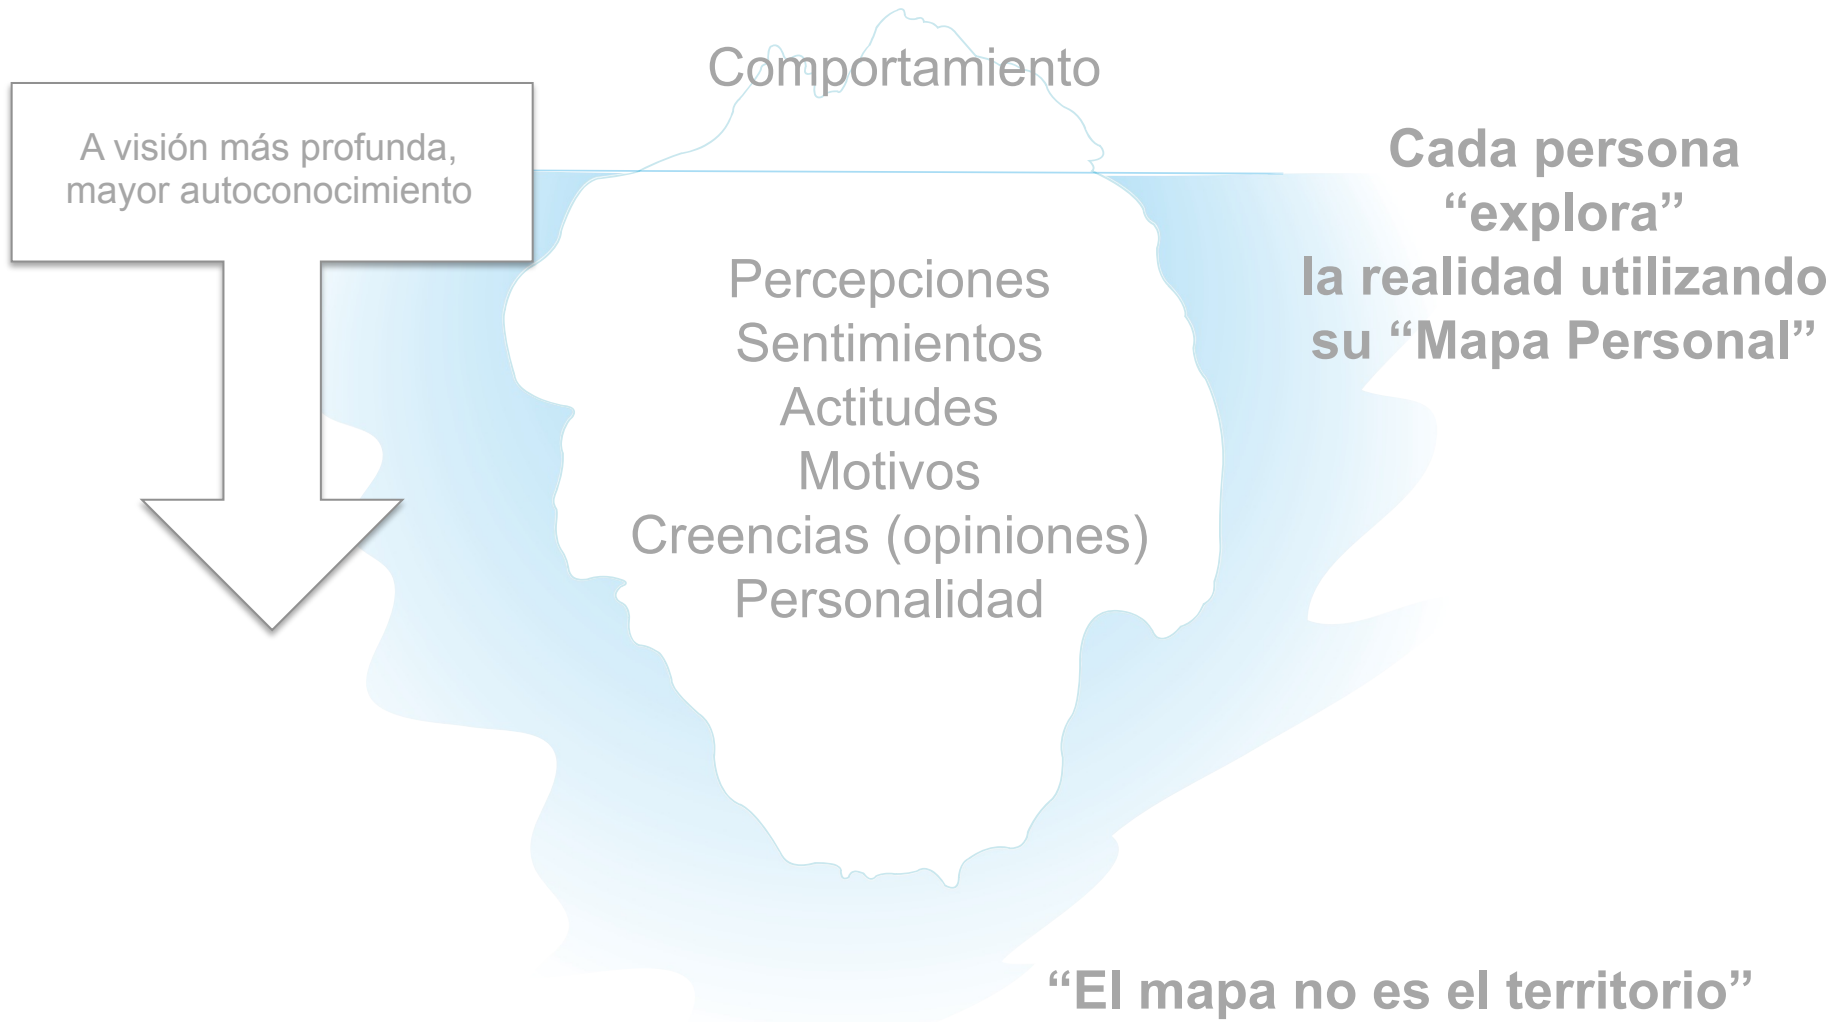 Comportamiento
A visión más profunda,
mayor autoconocimiento
Cada persona
“explora”
la realidad utilizando
su “Mapa Personal”
Percepciones
Sentimientos
Actitudes
Motivos
Creencias (opiniones)
Personalidad
“El mapa no es el territorio”